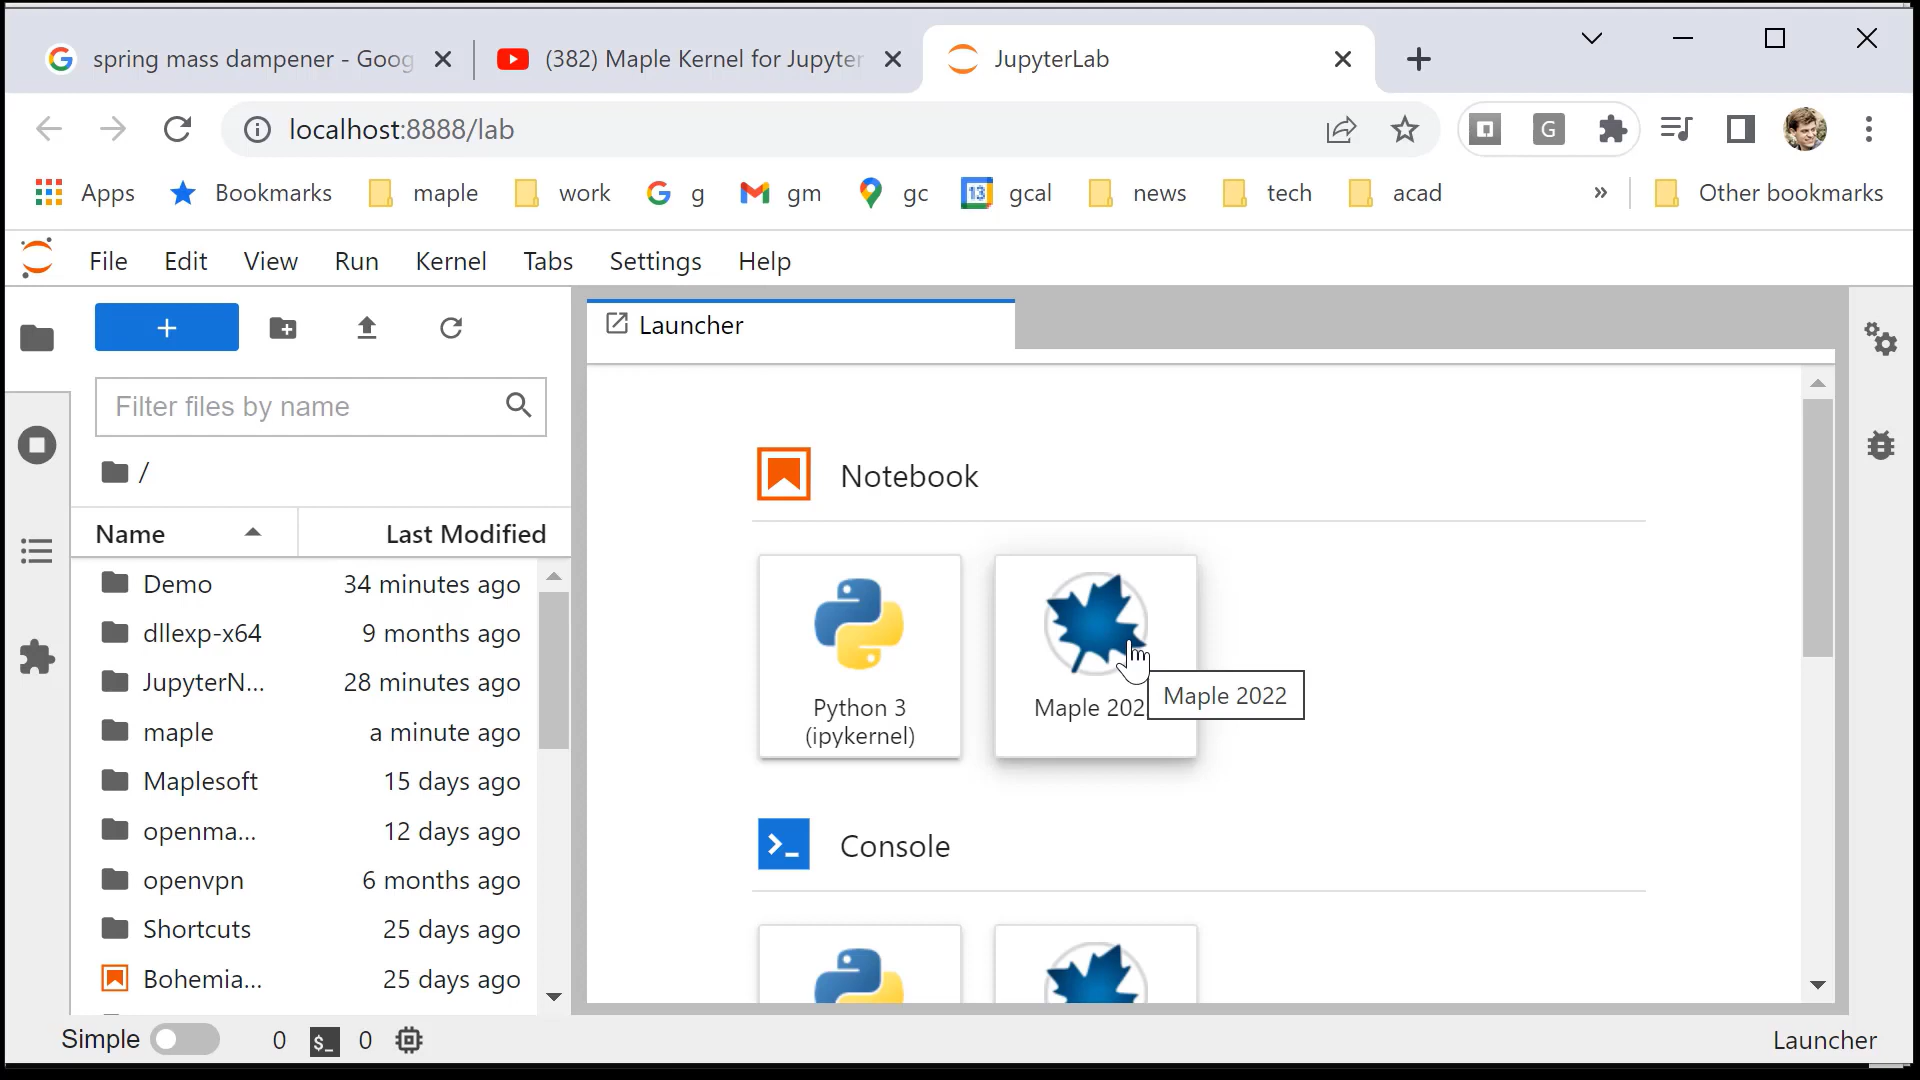 spring mass dampener - Goog
(382) Maple Kernel for Jupyter
JupyterLab
localhost:8888/lab
G
Apps
Bookmarks
maple
work
g
gm
gc
13
gcal
news
tech
acad
»
Other bookmarks
File
Edit
View
Run
Kernel
Tabs
Settings
Help
+
Launcher
Filter files by name
/
Name
Last Modified
Demo 34 minutes ago
dllexp-x64 9 months ago
JupyterN... 28 minutes ago
maple a minute ago
Maplesoft 15 days ago
openma... 12 days ago
openvpn 6 months ago
Shortcuts 25 days ago
Bohemia... 25 days ago
Notebook
Python 3
(ipykernel)
Maple 202
Maple 2022
Console
Simple
0
$_
0
Launcher